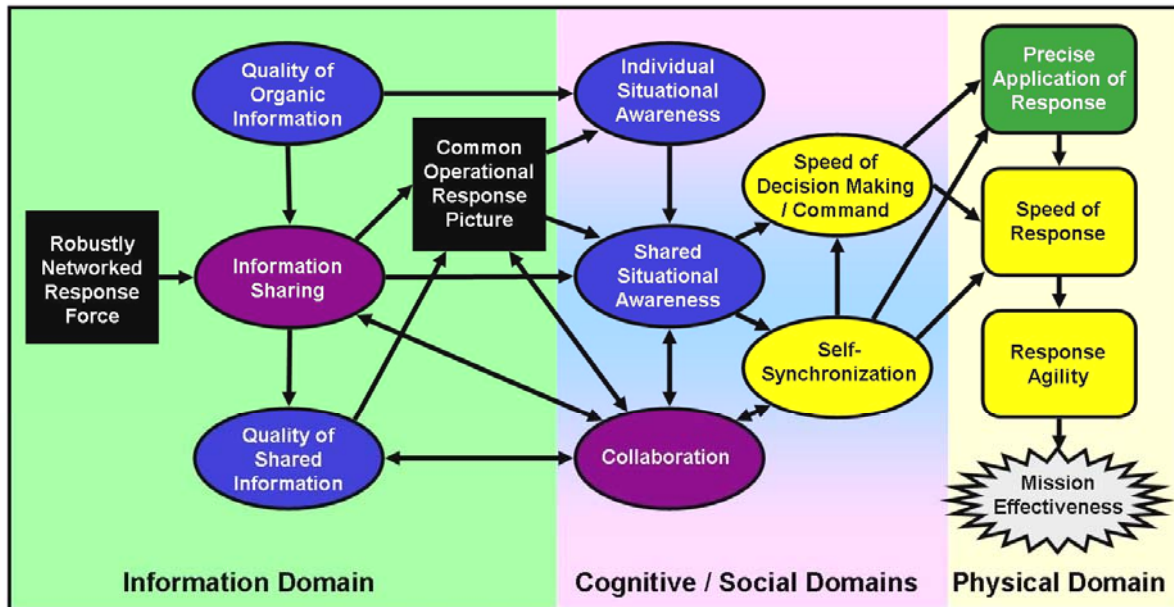 Quality of
Organic
Information
Individual
Situational
Awareness
Precise
Application of
Response
Common
Operational
Response
Picture
Speed of
Decision Making
/ Command
Robustly
Networked
Response
Force
Information
Sharing
Shared
Situational
Awareness
Speed of
Response
Self-
Synchronization
Response
Agility
Quality of
Shared
Information
Collaboration
Mission
Effectiveness
Information Domain
Cognitive / Social Domains
Physical Domain